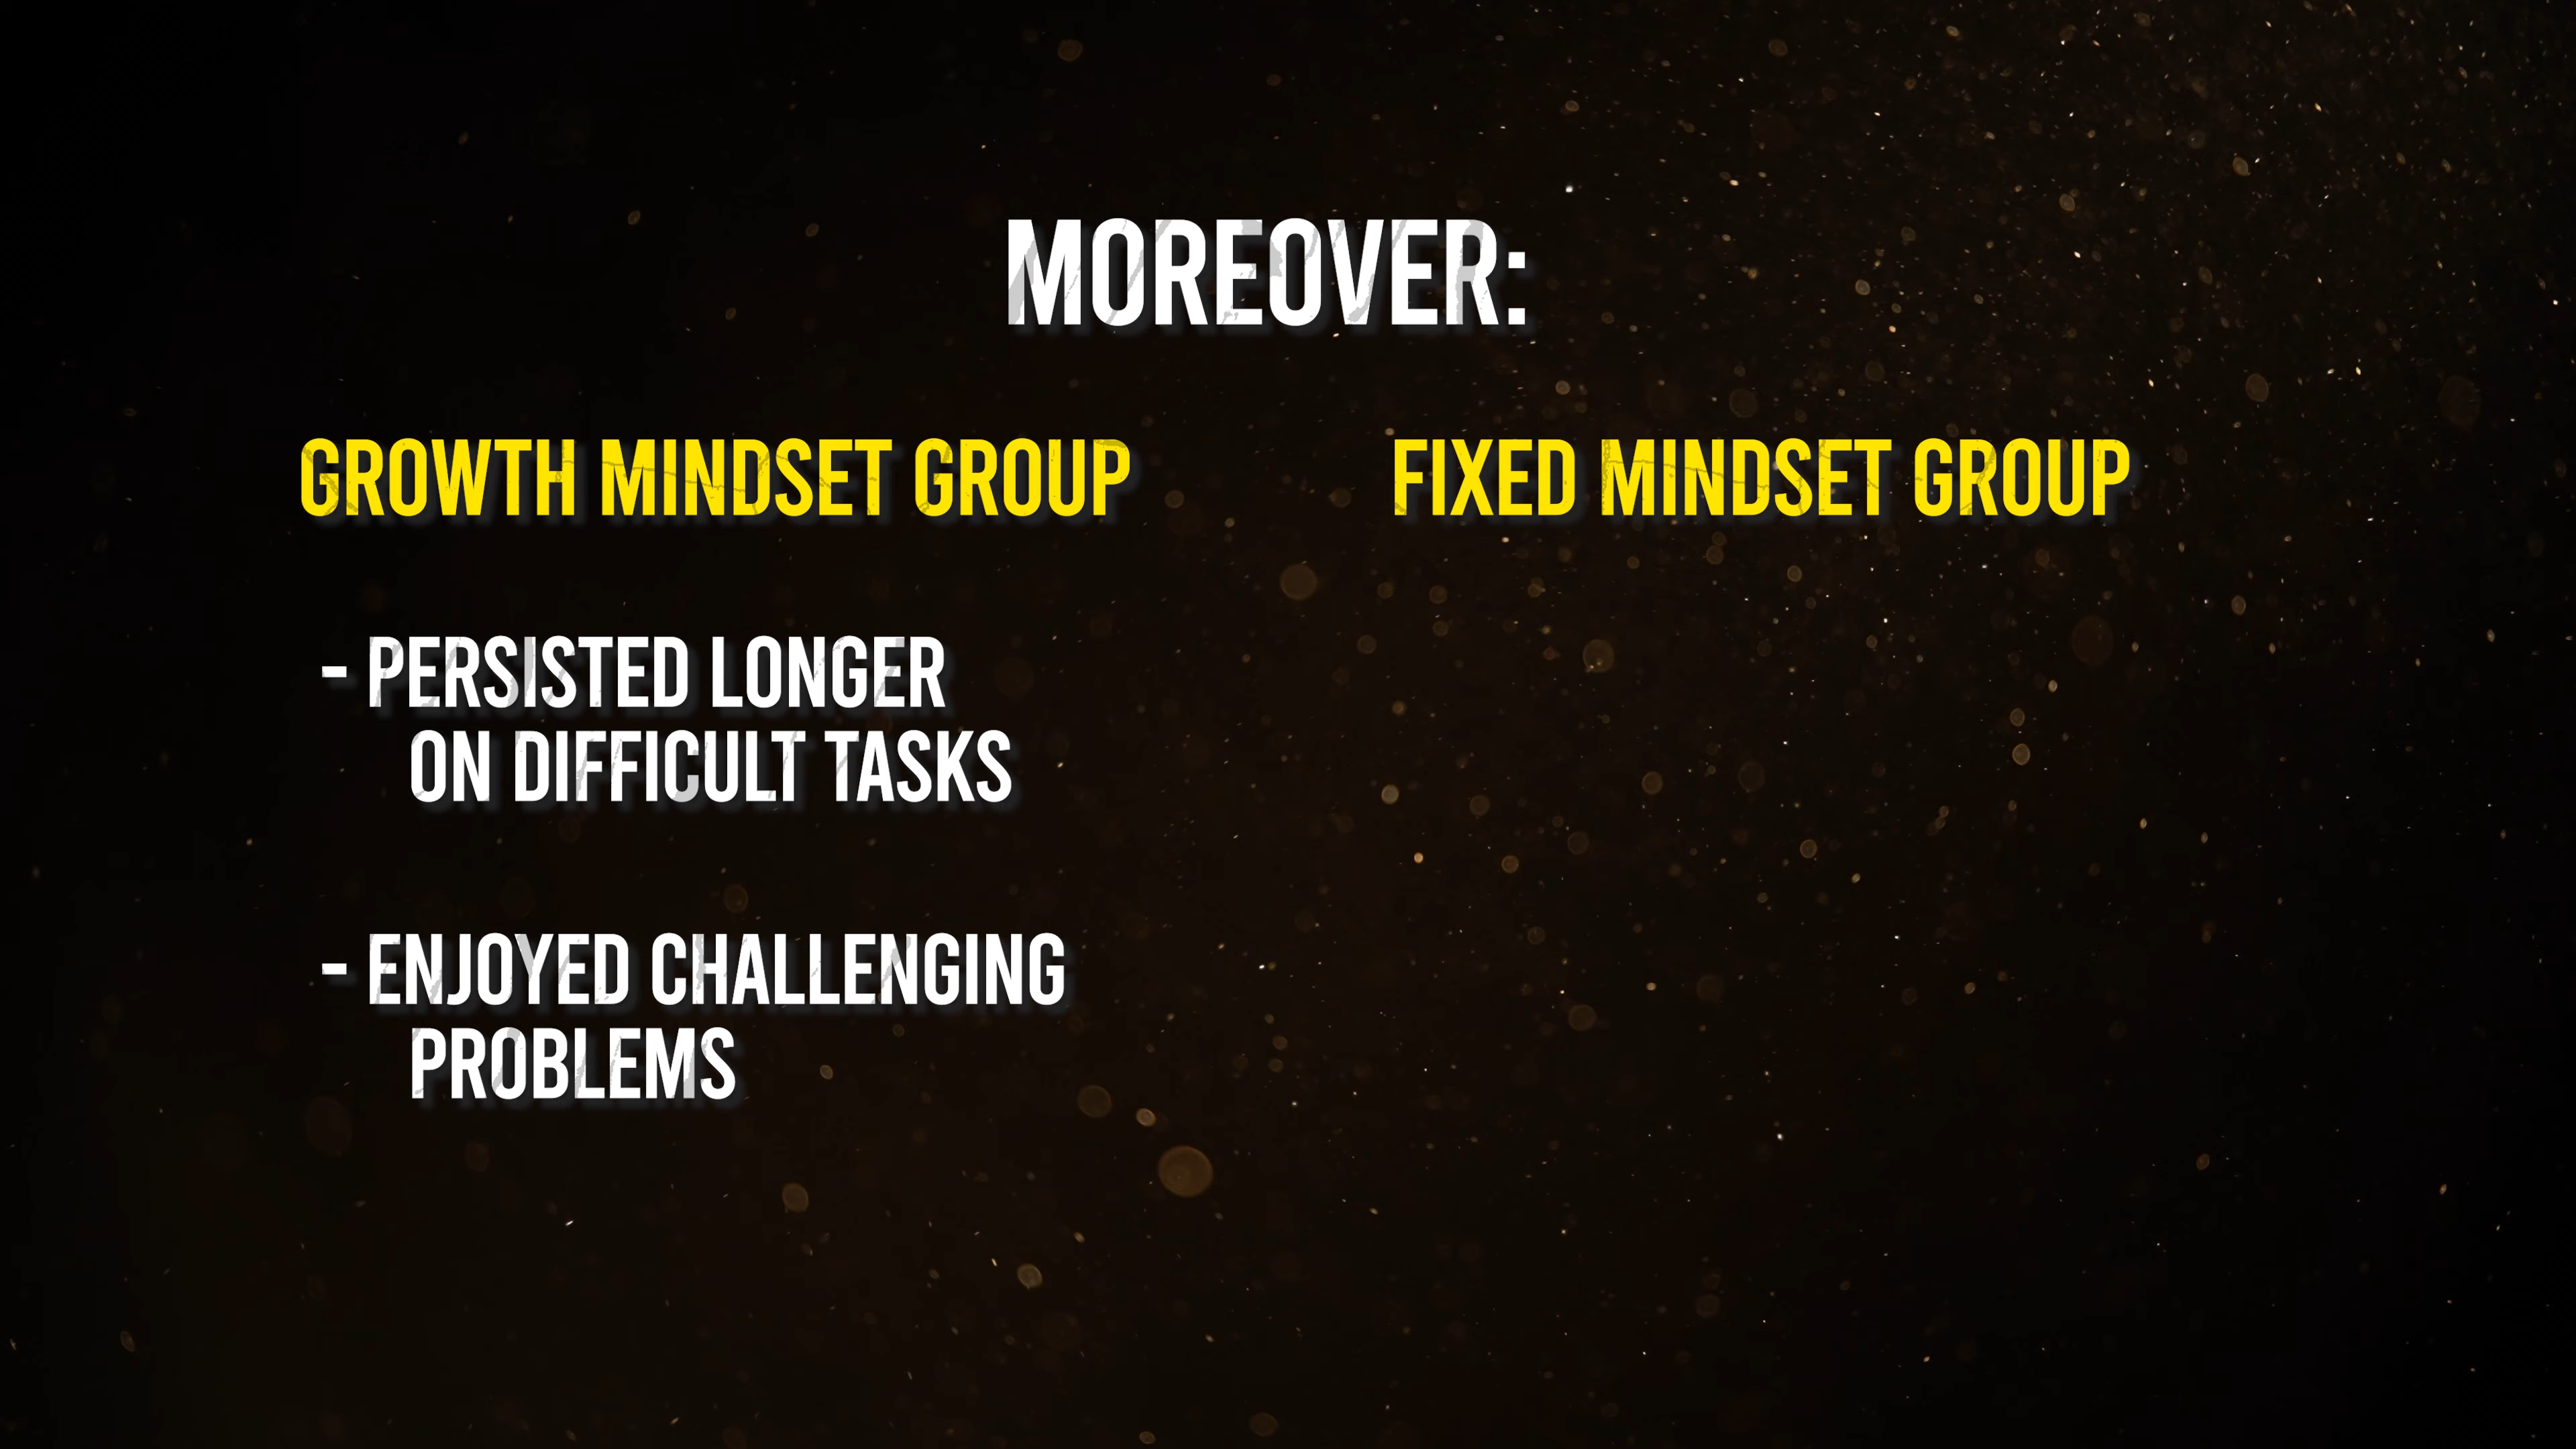 MOREOVER:
GROWTH MINDSET GROUP
- PERSISTED LONGER
ON DIFFICULT TASKS
- ENJOYED CHALLENGING
PROBLEMS
FIXED MINDSET GROUP